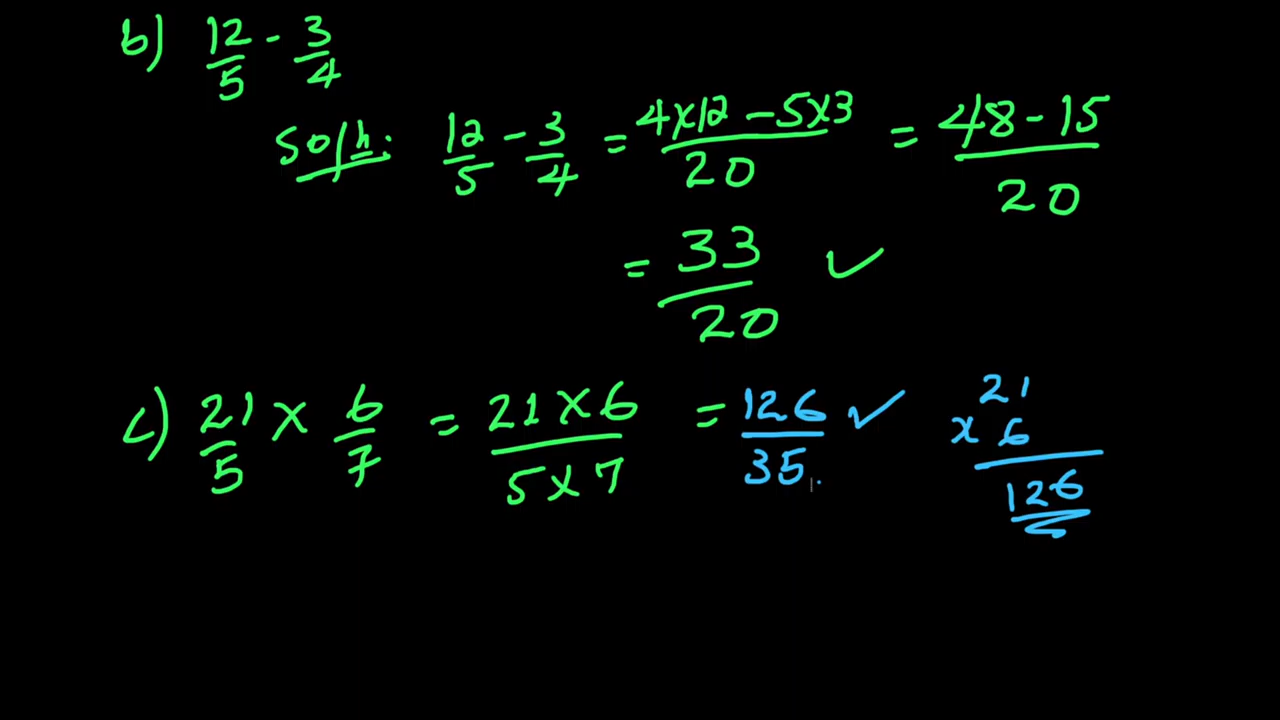 b) 12/5 - 3/4
Soln: 12/5 - 3/4 = (4x12 - 5x3)/20 = (48 - 15)/20
= 33/20 ✓
c) 21/5 x 6/7 = (21x6)/(5x7) = 126/35. ✓
21
x 6
126